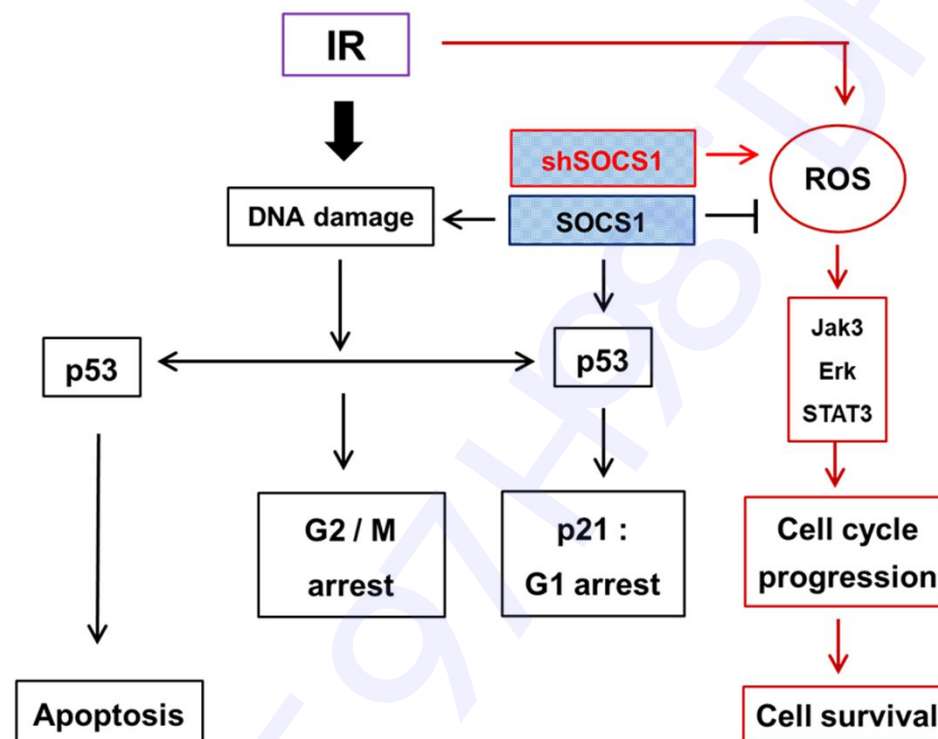 IR
shSOCS1
ROS
DNA damage
SOCS1
Jak3
Erk
STAT3
p53
p53
G2 / M
arrest
p21 :
G1 arrest
Cell cycle
progression
Apoptosis
Cell survival